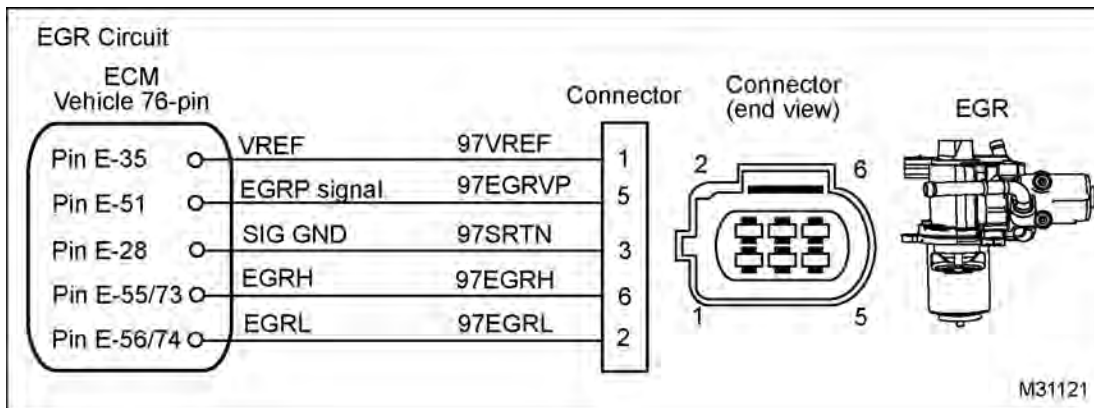 EGR Circuit
ECM
Vehicle 76-pin
Connector
Connector
(end view)
EGR
Pin E-35 VREF 97VREF 1
Pin E-51 EGRP signal 97EGRVP 5
Pin E-28 SIG GND 97SRTN 3
Pin E-55/73 EGRH 97EGRH 6
Pin E-56/74 EGRL 97EGRL 2
2 6
1 5
M31121